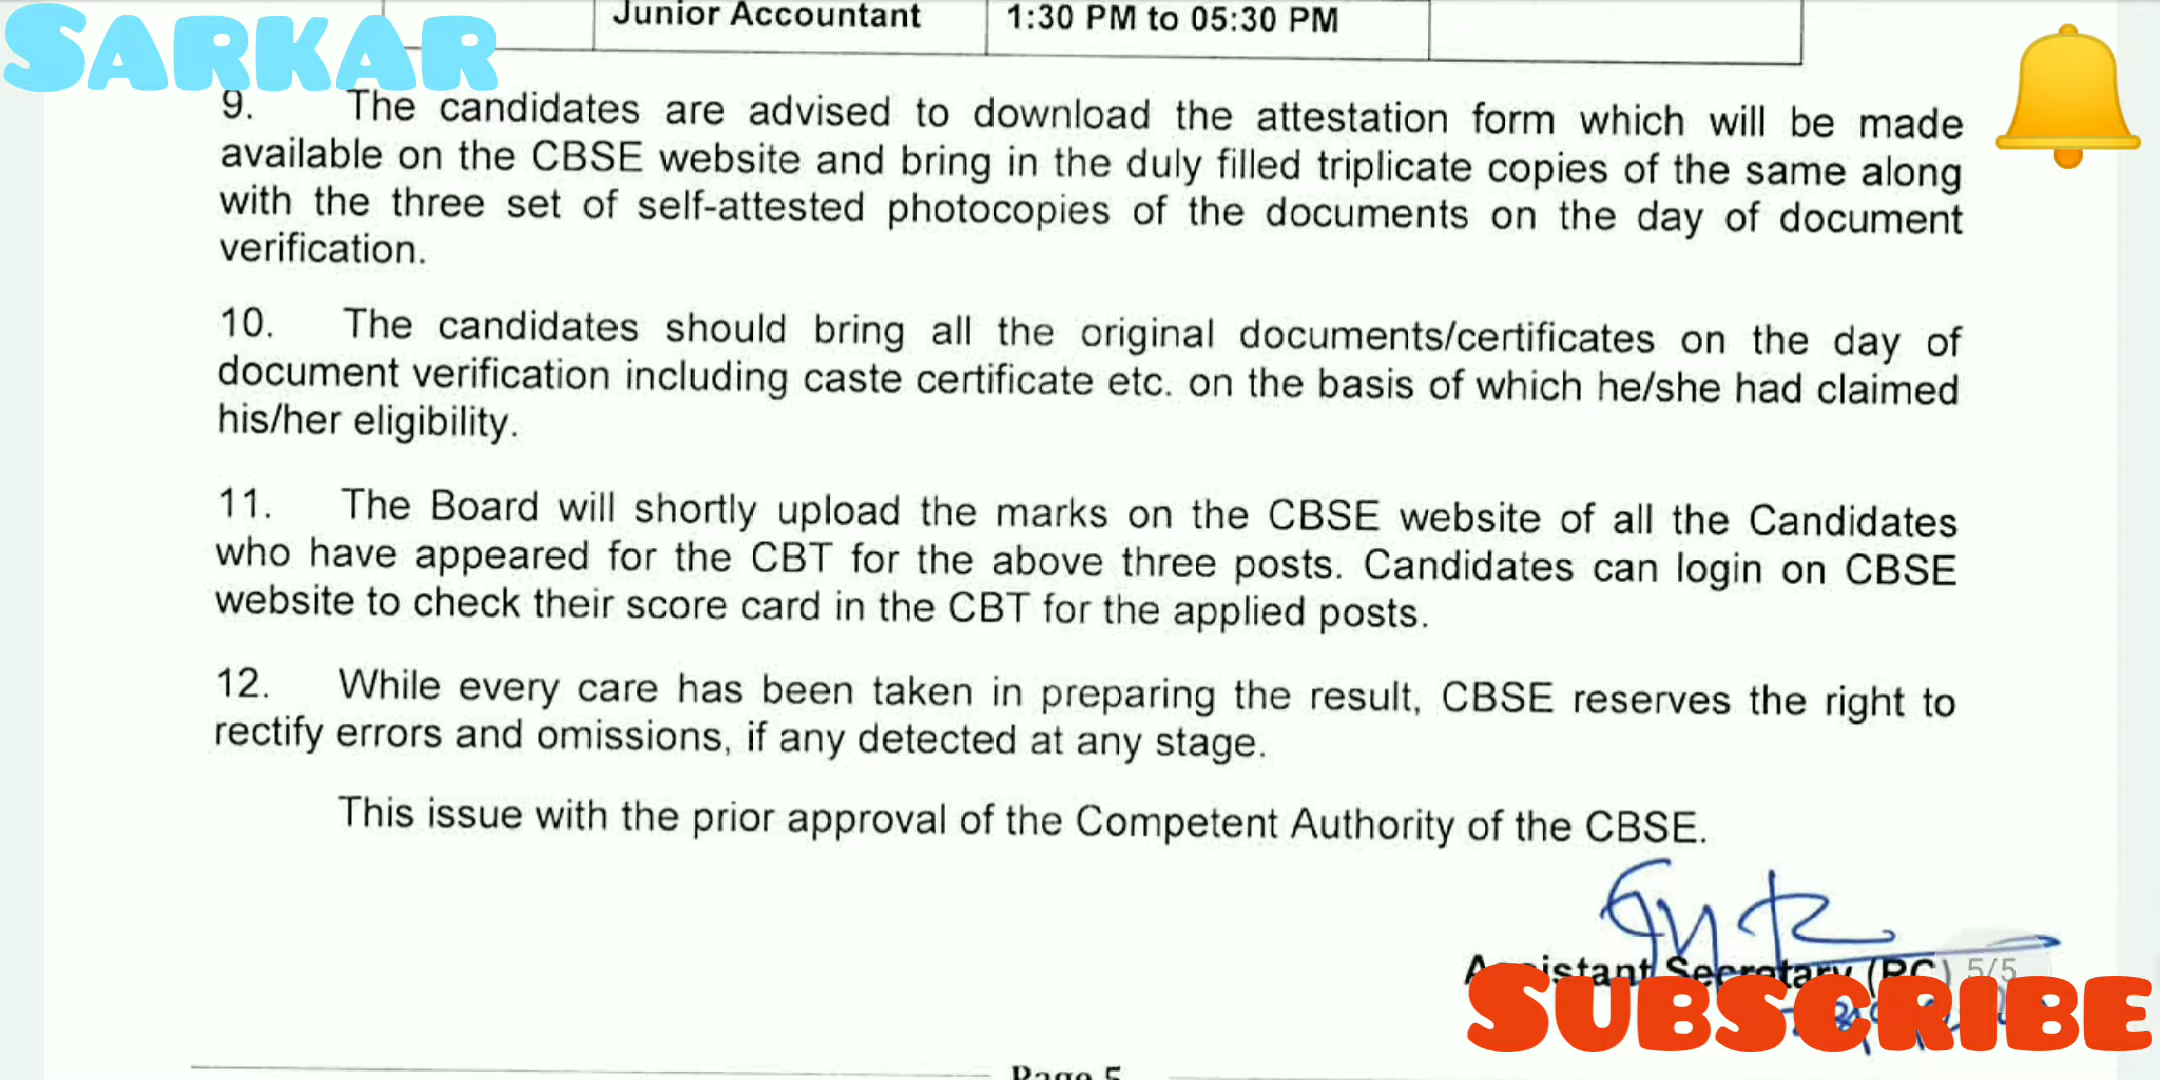 SARKAR
Junior Accountant 1:30 PM to 05:30 PM
9. The candidates are advised to download the attestation form which will be made
available on the CBSE website and bring in the duly filled triplicate copies of the same along
with the three set of self-attested photocopies of the documents on the day of document
verification.
10. The candidates should bring all the original documents/certificates on the day of
document verification including caste certificate etc. on the basis of which he/she had claimed
his/her eligibility.
11. The Board will shortly upload the marks on the CBSE website of all the Candidates
who have appeared for the CBT for the above three posts. Candidates can login on CBSE
website to check their score card in the CBT for the applied posts.
12. While every care has been taken in preparing the result, CBSE reserves the right to
rectify errors and omissions, if any detected at any stage.
This issue with the prior approval of the Competent Authority of the CBSE.
Assistant Secretary (RC)
5/5
SUBSCRIBE
Page 5